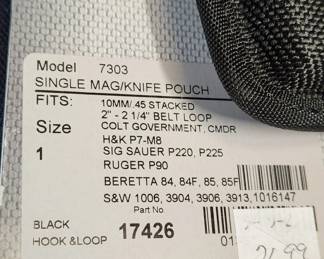 Model 7303
SINGLE MAG/KNIFE POUCH
FITS: 10MM/.45 STACKED
2" - 2 1/4" BELT LOOP
Size COLT GOVERNMENT, CMDR
1 H&K P7-M8
SIG SAUER P220, P225
RUGER P90
BERETTA 84, 84F, 85, 85F
S&W 1006, 3904, 3906, 3913,1016147
Part No.
BLACK 17426
HOOK &LOOP
21.99